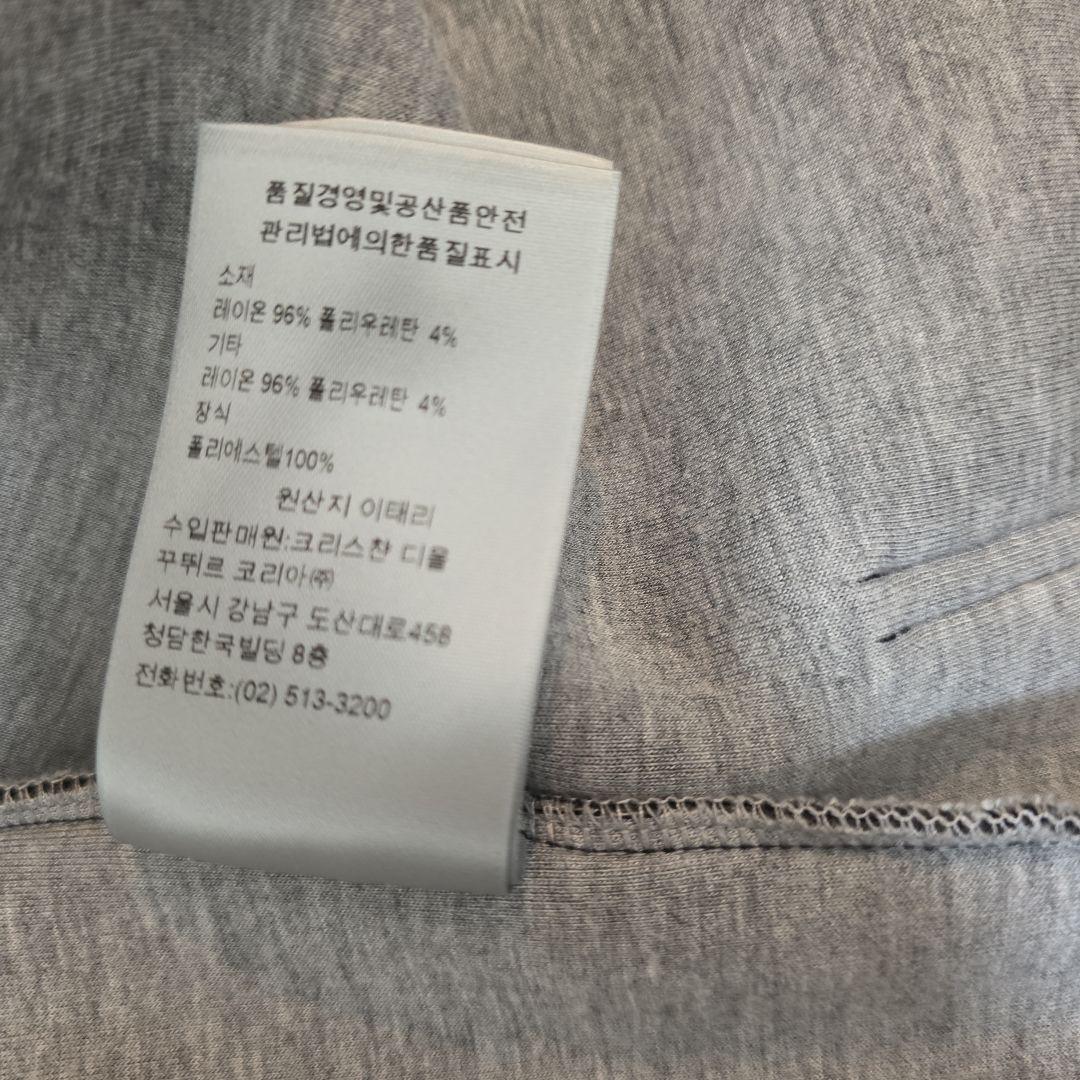 품질경영및공산품안전
관리법에의한품질표시
소재
레이온 96% 폴리우레탄 4%
기타
레이온 96% 폴리우레탄 4%
장식
폴리에스텔100%
원산지 이태리
수입판매원:크리스챤 디올
꾸뛰르 코리아㈜
서울시 강남구 도산대로458
청담한국빌딩 8층
전화번호:(02) 513-3200